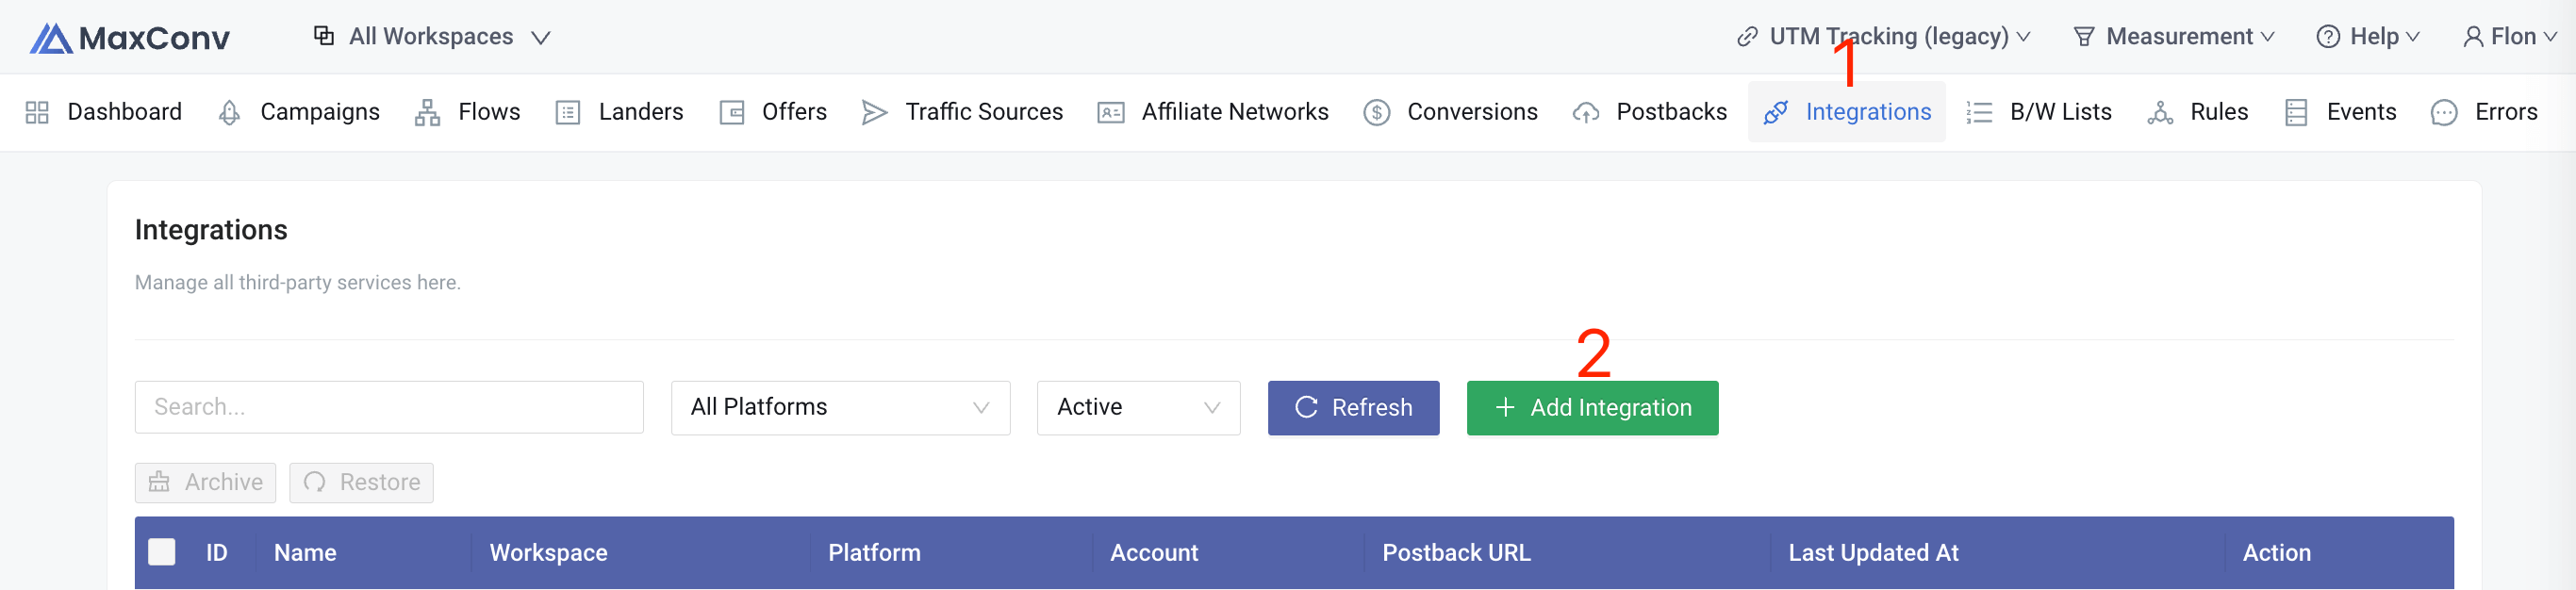 MaxConv All Workspaces UTM Tracking (legacy) Measurement Help Flon
1
Dashboard Campaigns Flows Landers Offers Traffic Sources Affiliate Networks Conversions Postbacks Integrations B/W Lists Rules Events Errors
Integrations
Manage all third-party services here.
2
Search... All Platforms Active Refresh + Add Integration
Archive Restore
ID Name Workspace Platform Account Postback URL Last Updated At Action